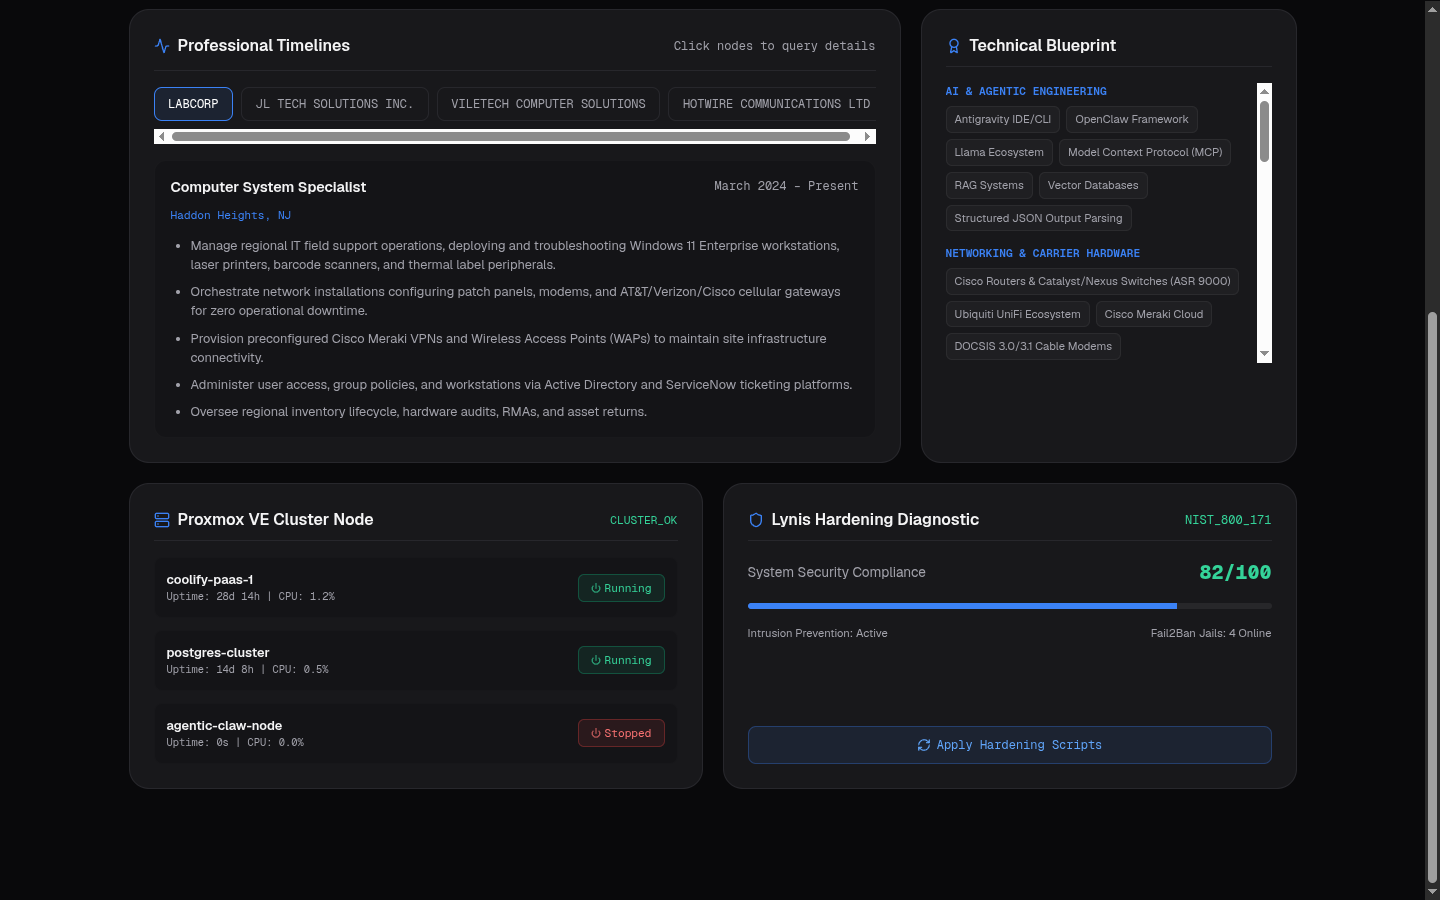 Professional Timelines
Click nodes to query details
LABCORP
JL TECH SOLUTIONS INC.
VILETECH COMPUTER SOLUTIONS
HOTWIRE COMMUNICATIONS LTD
Computer System Specialist
March 2024 – Present
Haddon Heights, NJ
• Manage regional IT field support operations, deploying and troubleshooting Windows 11 Enterprise workstations,
laser printers, barcode scanners, and thermal label peripherals.
• Orchestrate network installations configuring patch panels, modems, and AT&T/Verizon/Cisco cellular gateways
for zero operational downtime.
• Provision preconfigured Cisco Meraki VPNs and Wireless Access Points (WAPs) to maintain site infrastructure
connectivity.
• Administer user access, group policies, and workstations via Active Directory and ServiceNow ticketing platforms.
• Oversee regional inventory lifecycle, hardware audits, RMAs, and asset returns.
Technical Blueprint
AI & AGENTIC ENGINEERING
Antigravity IDE/CLI
OpenClaw Framework
Llama Ecosystem
Model Context Protocol (MCP)
RAG Systems
Vector Databases
Structured JSON Output Parsing
NETWORKING & CARRIER HARDWARE
Cisco Routers & Catalyst/Nexus Switches (ASR 9000)
Ubiquiti UniFi Ecosystem
Cisco Meraki Cloud
DOCSIS 3.0/3.1 Cable Modems
Proxmox VE Cluster Node
CLUSTER_OK
coolify-paas-1
Uptime: 28d 14h | CPU: 1.2%
Running
postgres-cluster
Uptime: 14d 8h | CPU: 0.5%
Running
agentic-claw-node
Uptime: 0s | CPU: 0.0%
Stopped
Lynis Hardening Diagnostic
NIST_800_171
System Security Compliance
82/100
Intrusion Prevention: Active
Fail2Ban Jails: 4 Online
Apply Hardening Scripts